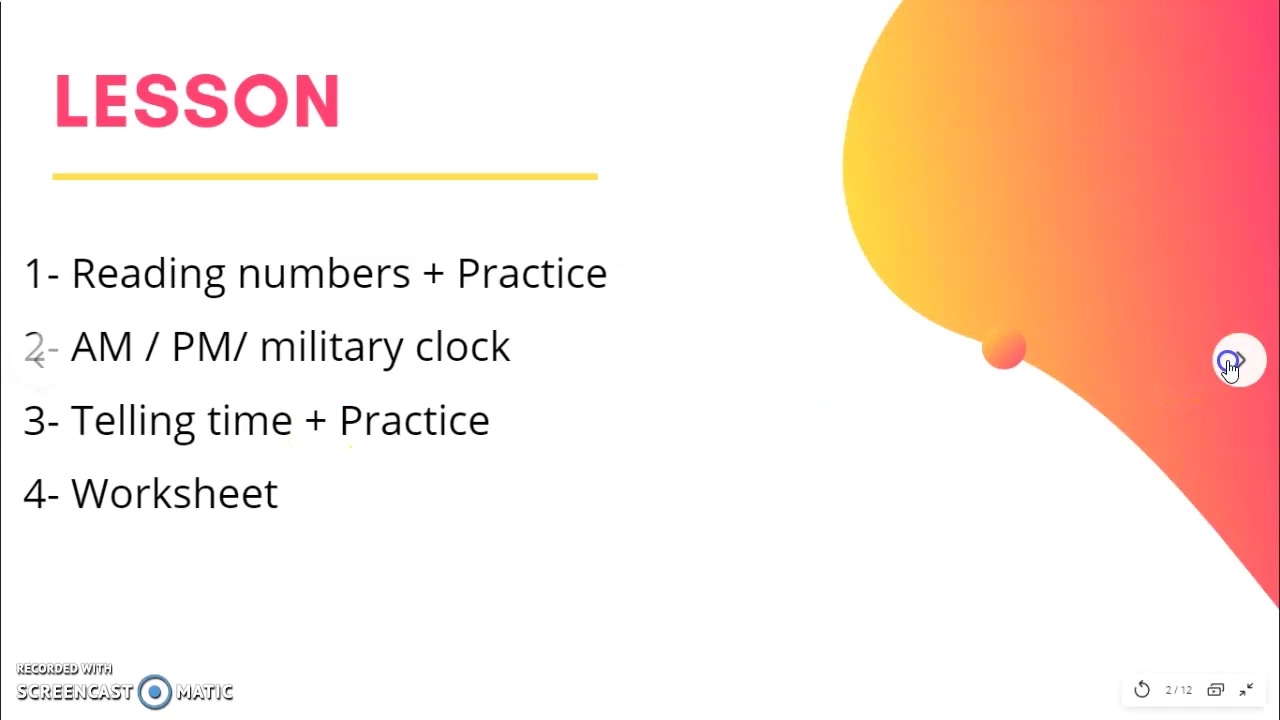 LESSON
1- Reading numbers + Practice
2- AM / PM/ military clock
3- Telling time + Practice
4- Worksheet
RECORDED WITH
SCREENCAST MATIC
2 / 12